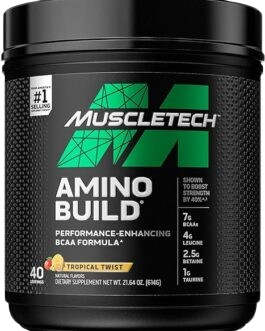 #1
SELLING
MUSCLETECH
AMINO
BUILD
PERFORMANCE-ENHANCING
BCAA FORMULA^
TROPICAL TWIST
NATURAL FLAVORS
DIETARY SUPPLEMENT NET WT. 21.64 OZ. (614G)
40
SERVINGS
SHOWN
TO BOOST
STRENGTH
BY 40%
7g
BCAAs
4g
LEUCINE
2.5g
BETAINE
1g
TAURINE